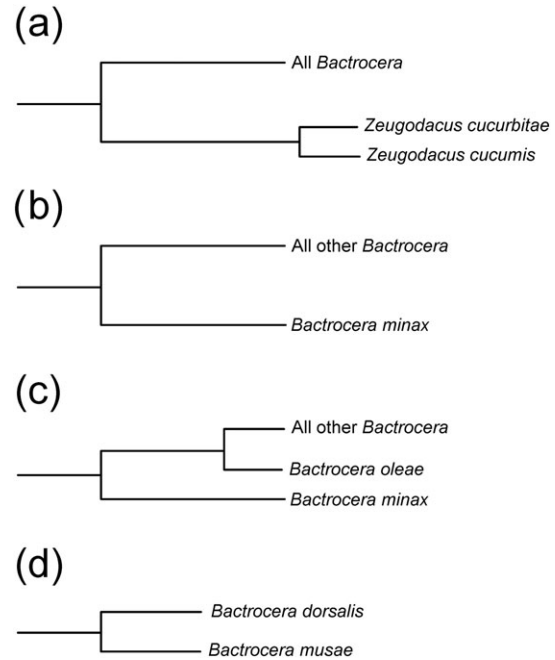 (a)
All Bactrocera
Zeugodacus cucurbitae
Zeugodacus cucumis
(b)
All other Bactrocera
Bactrocera minax
(c)
All other Bactrocera
Bactrocera oleae
Bactrocera minax
(d)
Bactrocera dorsalis
Bactrocera musae